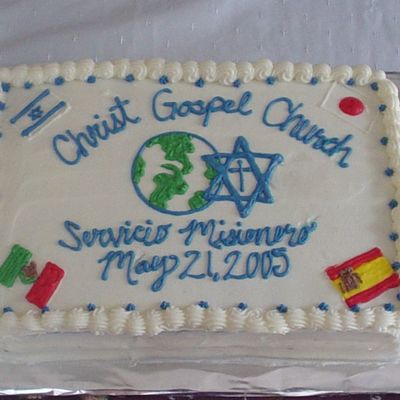 Christ Gospel Church
Servicio Misionero
May 21, 2005